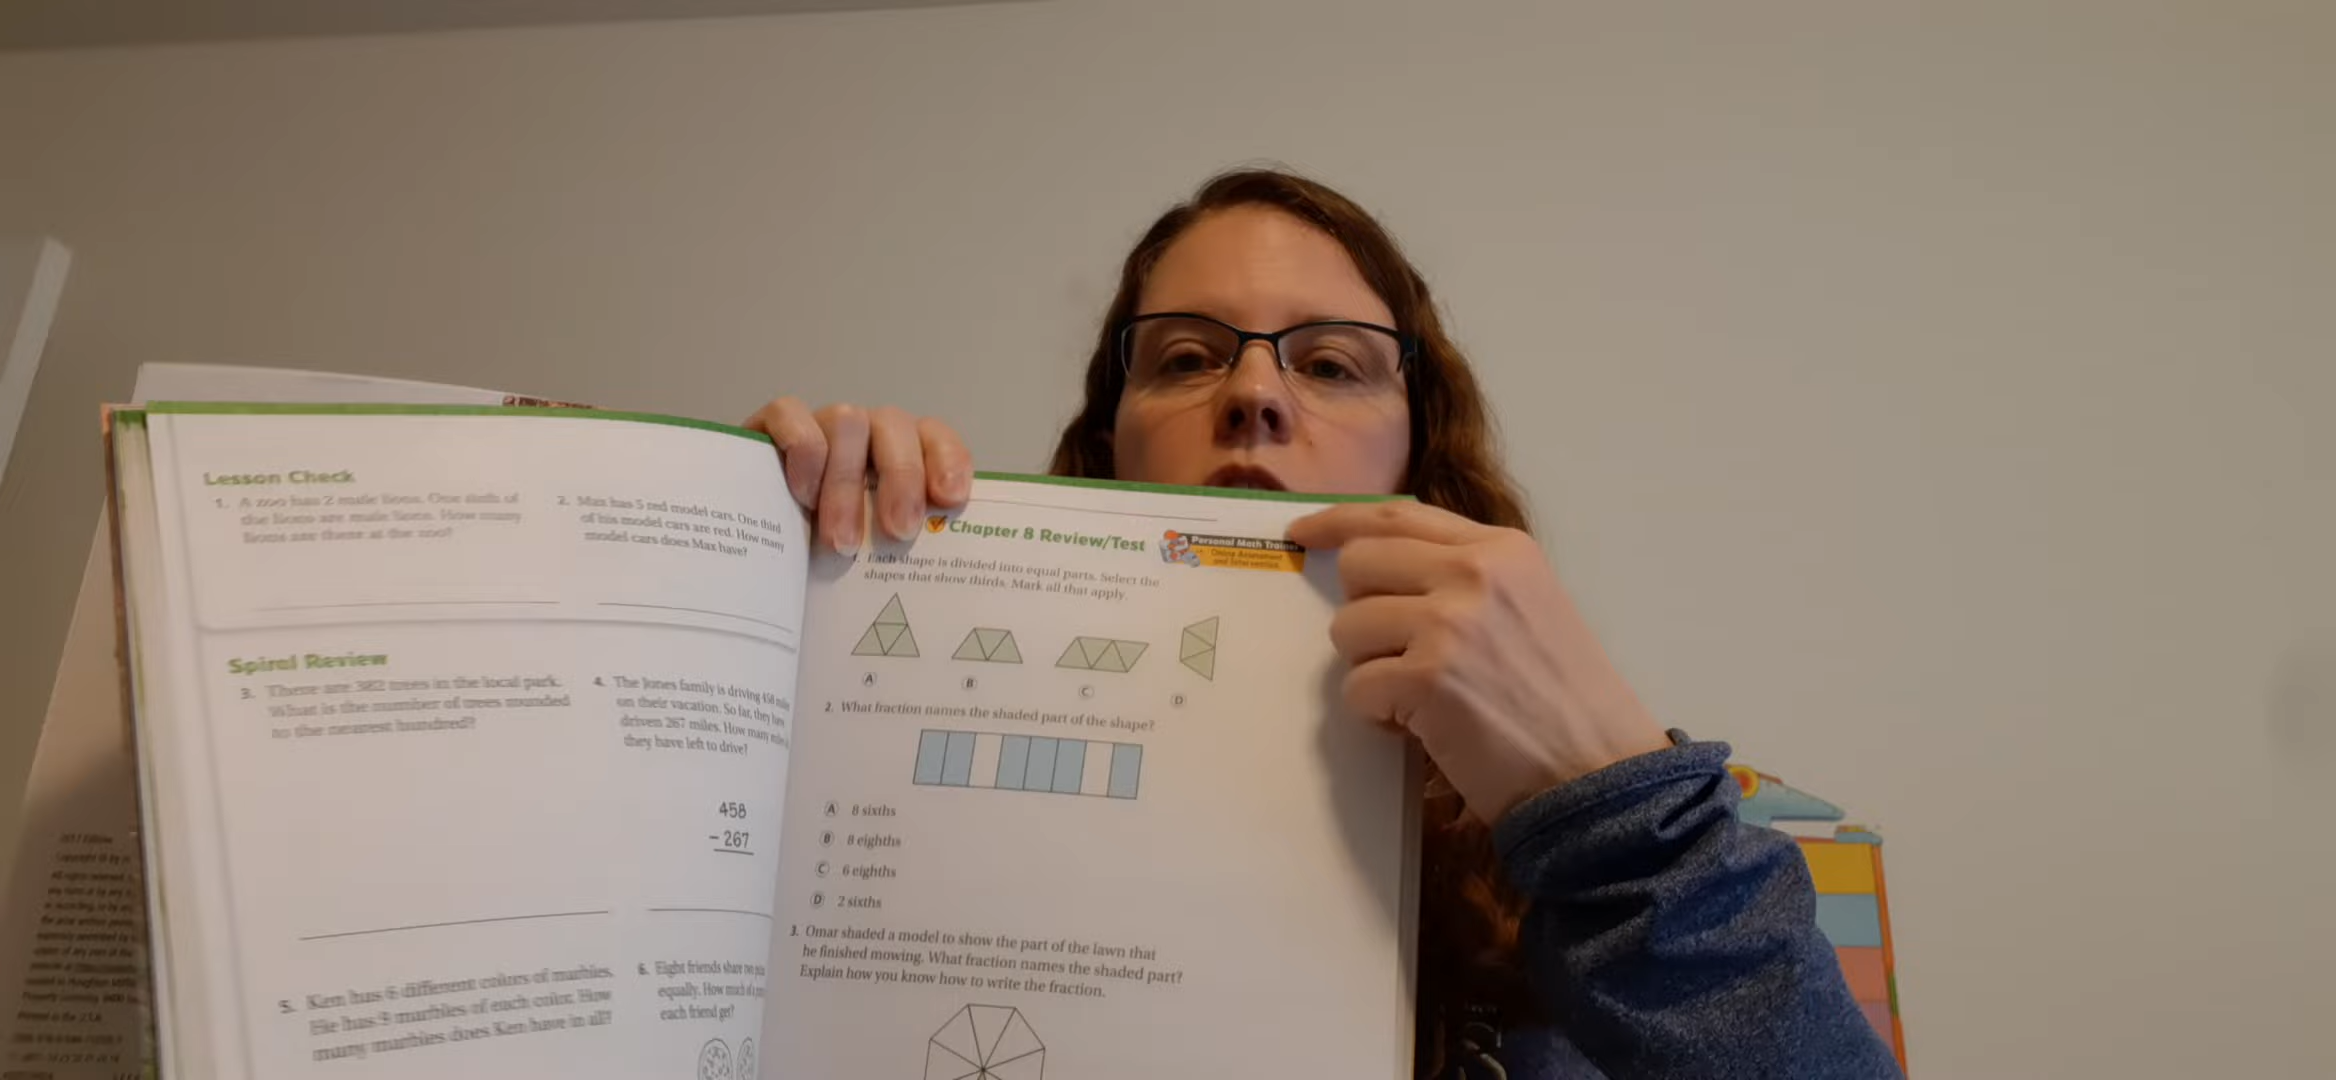 Lesson Check
1. A zoo has 2 male lions. One sixth of
the lions are male lions. How many
lions are there at the zoo?
2. Max has 5 red model cars. One third
of his model cars are red. How many
model cars does Max have?
Spiral Review
3. There are 382 trees in the local park.
What is the number of trees rounded
to the nearest hundred?
4. The Jones family is driving 458 miles
on their vacation. So far, they have
driven 267 miles. How many
they have left to drive?
458
− 267
5. Ken has 6 different colors of marbles.
He has 9 marbles of each color. How
many marbles does Ken have in all?
6. Eight friends share two
equally. How much of a
each friend get?
Chapter 8 Review/Test
Personal Math Trainer
Online Assessment
and Intervention
1. Each shape is divided into equal parts. Select the
shapes that show thirds. Mark all that apply.
A B C D
2. What fraction names the shaded part of the shape?
A 8 sixths
B 8 eighths
C 6 eighths
D 2 sixths
3. Omar shaded a model to show the part of the lawn that
he finished mowing. What fraction names the shaded part?
Explain how you know how to write the fraction.